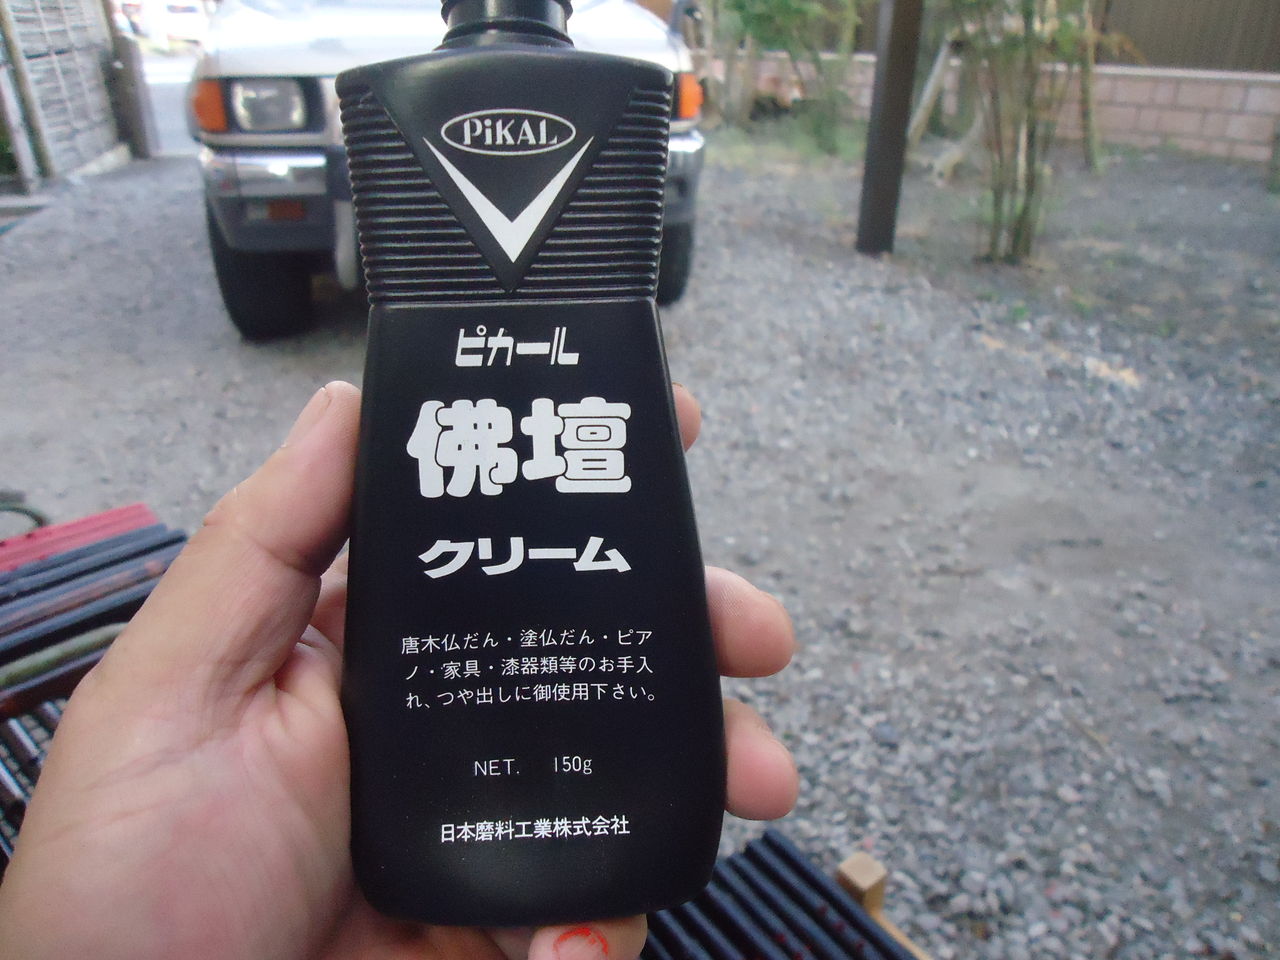 PiKAL
ピカール
佛壇
クリーム
唐木仏だん・塗仏だん・ピア
ノ・家具・漆器類等のお手入
れ、つや出しに御使用下さい。
NET. 150g
日本磨料工業株式会社